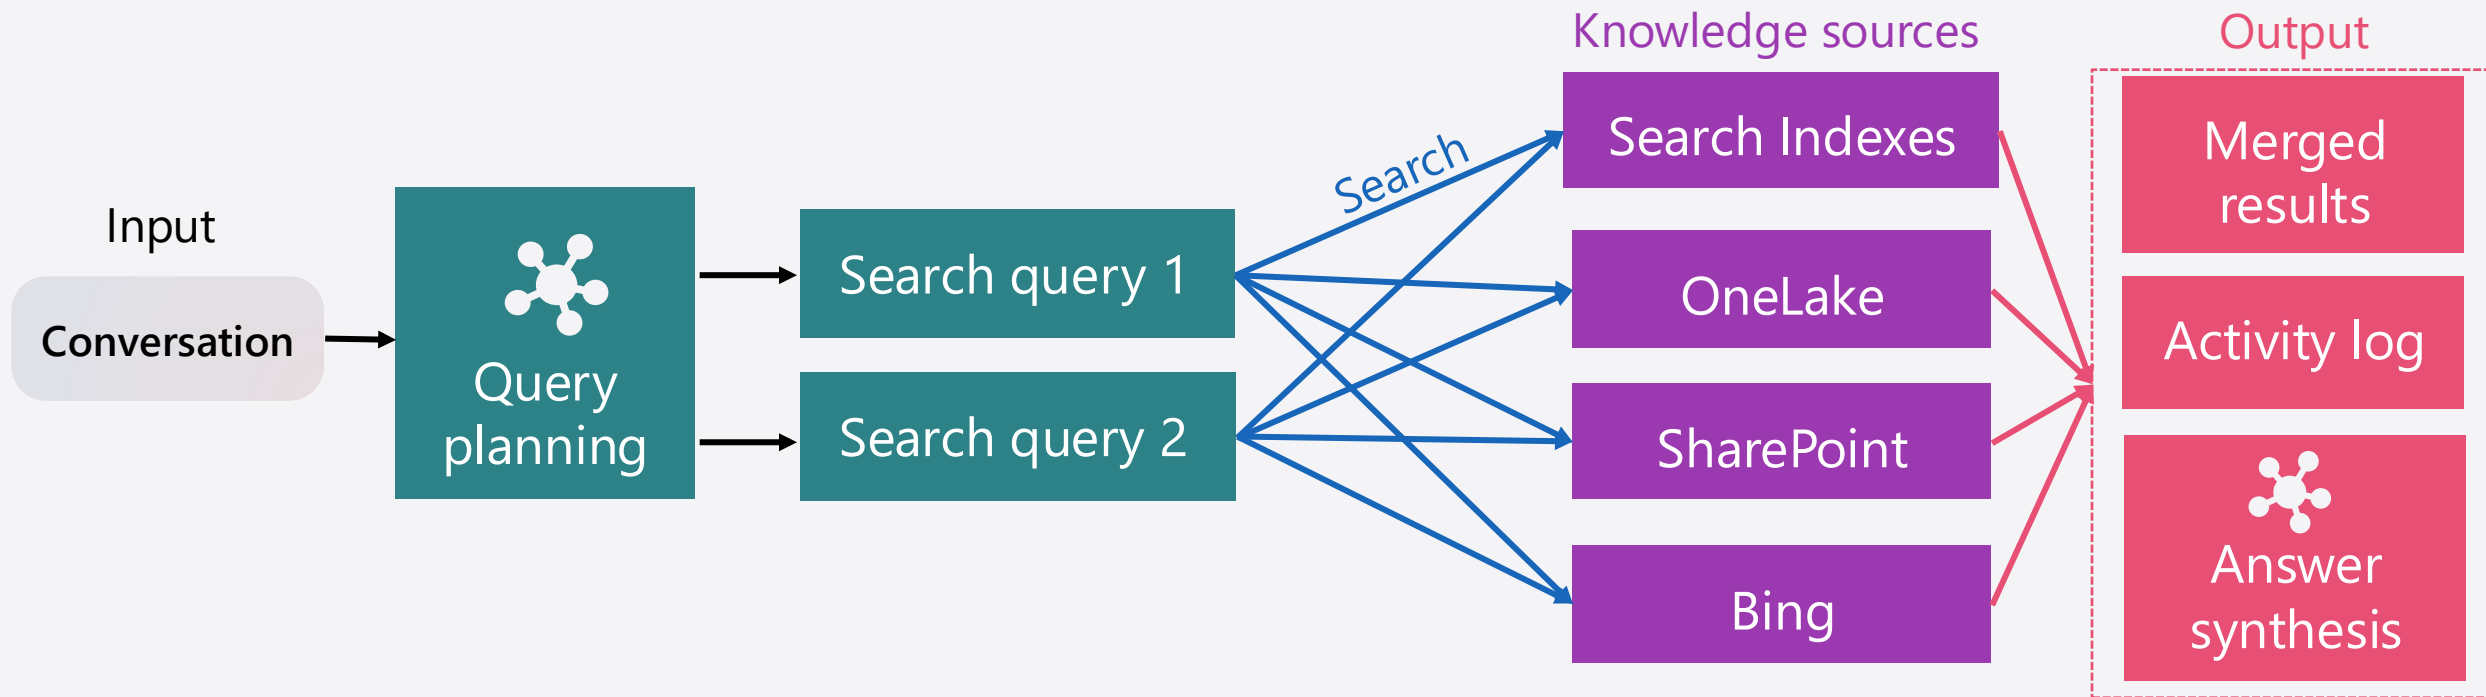 Input
Conversation
Query
planning
Search query 1
Search query 2
Search
Knowledge sources
Search Indexes
OneLake
SharePoint
Bing
Output
Merged
results
Activity log
Answer
synthesis